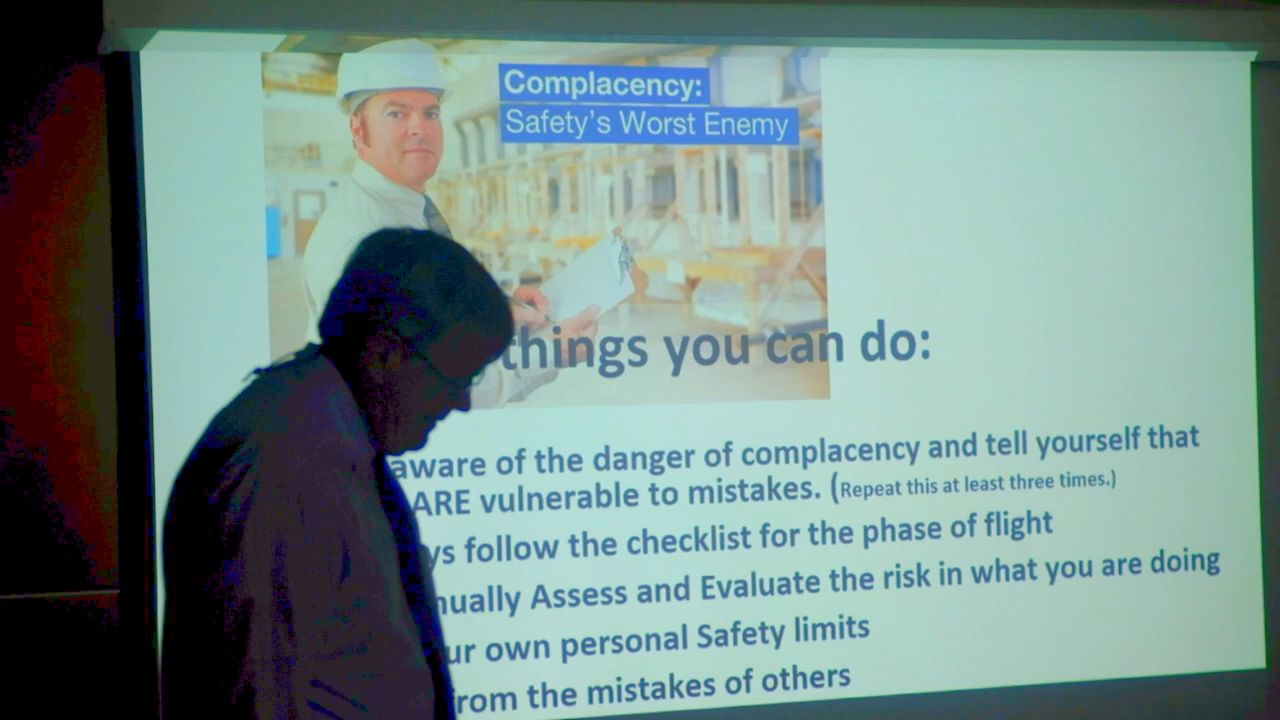 Complacency:
Safety's Worst Enemy
things you can do:
aware of the danger of complacency and tell yourself that
ARE vulnerable to mistakes. (Repeat this at least three times.)
ys follow the checklist for the phase of flight
nually Assess and Evaluate the risk in what you are doing
ur own personal Safety limits
rom the mistakes of others